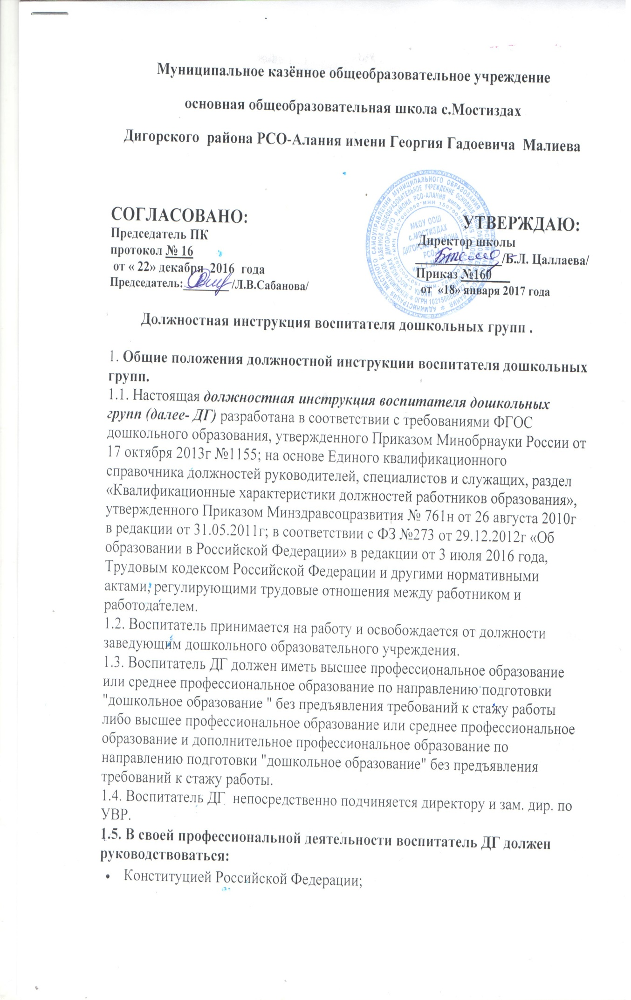 Муниципальное казённое общеобразовательное учреждение
основная общеобразовательная школа с.Мостиздах
Дигорского района РСО-Алания имени Георгия Гадоевича Малиева
СОГЛАСОВАНО:
Председатель ПК
протокол № 16
от « 22» декабря 2016 года
Председатель:________ /Л.В.Сабанова/
УТВЕРЖДАЮ:
Директор школы
/Б.Л. Цаллаева/
Приказ №160
от «18» января 2017 года
МКОУ ООШ
с.МОСТИЗДАХ
ДИГОРСКОГО РАЙОНА
Должностная инструкция воспитателя дошкольных групп .
1. Общие положения должностной инструкции воспитателя дошкольных
групп.
1.1. Настоящая должностная инструкция воспитателя дошкольных
групп (далее- ДГ) разработана в соответствии с требованиями ФГОС
дошкольного образования, утвержденного Приказом Минобрнауки России от
17 октября 2013г №1155; на основе Единого квалификационного
справочника должностей руководителей, специалистов и служащих, раздел
«Квалификационные характеристики должностей работников образования»,
утвержденного Приказом Минздравсоцразвития № 761н от 26 августа 2010г
в редакции от 31.05.2011г; в соответствии с ФЗ №273 от 29.12.2012г «Об
образовании в Российской Федерации» в редакции от 3 июля 2016 года,
Трудовым кодексом Российской Федерации и другими нормативными
актами, регулирующими трудовые отношения между работником и
работодателем.
1.2. Воспитатель принимается на работу и освобождается от должности
заведующим дошкольного образовательного учреждения.
1.3. Воспитатель ДГ должен иметь высшее профессиональное образование
или среднее профессиональное образование по направлению подготовки
"дошкольное образование " без предъявления требований к стажу работы
либо высшее профессиональное образование или среднее профессиональное
образование и дополнительное профессиональное образование по
направлению подготовки "дошкольное образование" без предъявления
требований к стажу работы.
1.4. Воспитатель ДГ непосредственно подчиняется директору и зам. дир. по
УВР.
1.5. В своей профессиональной деятельности воспитатель ДГ должен
руководствоваться:
• Конституцией Российской Федерации;